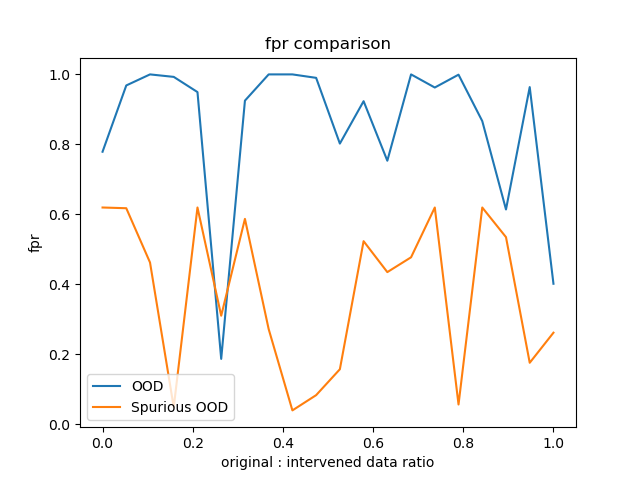 fpr comparison
1.0
0.8
0.6
0.4
0.2
0.0
fpr
OOD
Spurious OOD
0.0 0.2 0.4 0.6 0.8 1.0
original : intervened data ratio